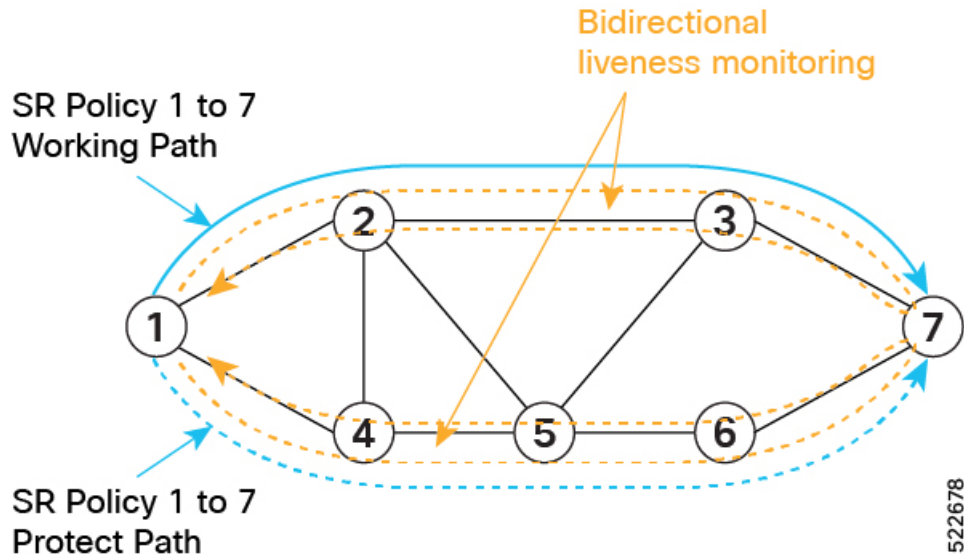 Bidirectional
liveness monitoring
SR Policy 1 to 7
Working Path
2
3
1
7
4
5
6
SR Policy 1 to 7
Protect Path
522678